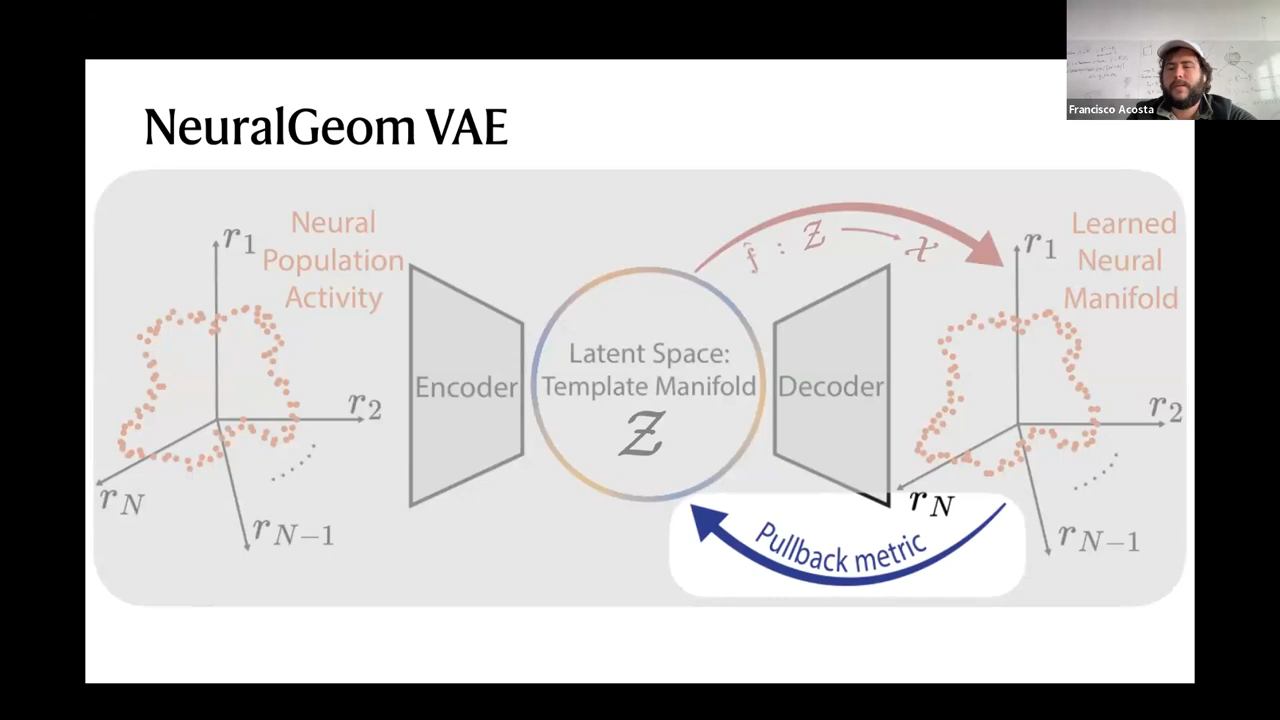 Francisco Acosta
NeuralGeom VAE
Neural
Population
Activity
r1
r2
rN
rN−1
Encoder
Latent Space:
Template Manifold
Z
f̂ : Z → X
Decoder
Learned
Neural
Manifold
r1
r2
rN
rN−1
Pullback metric